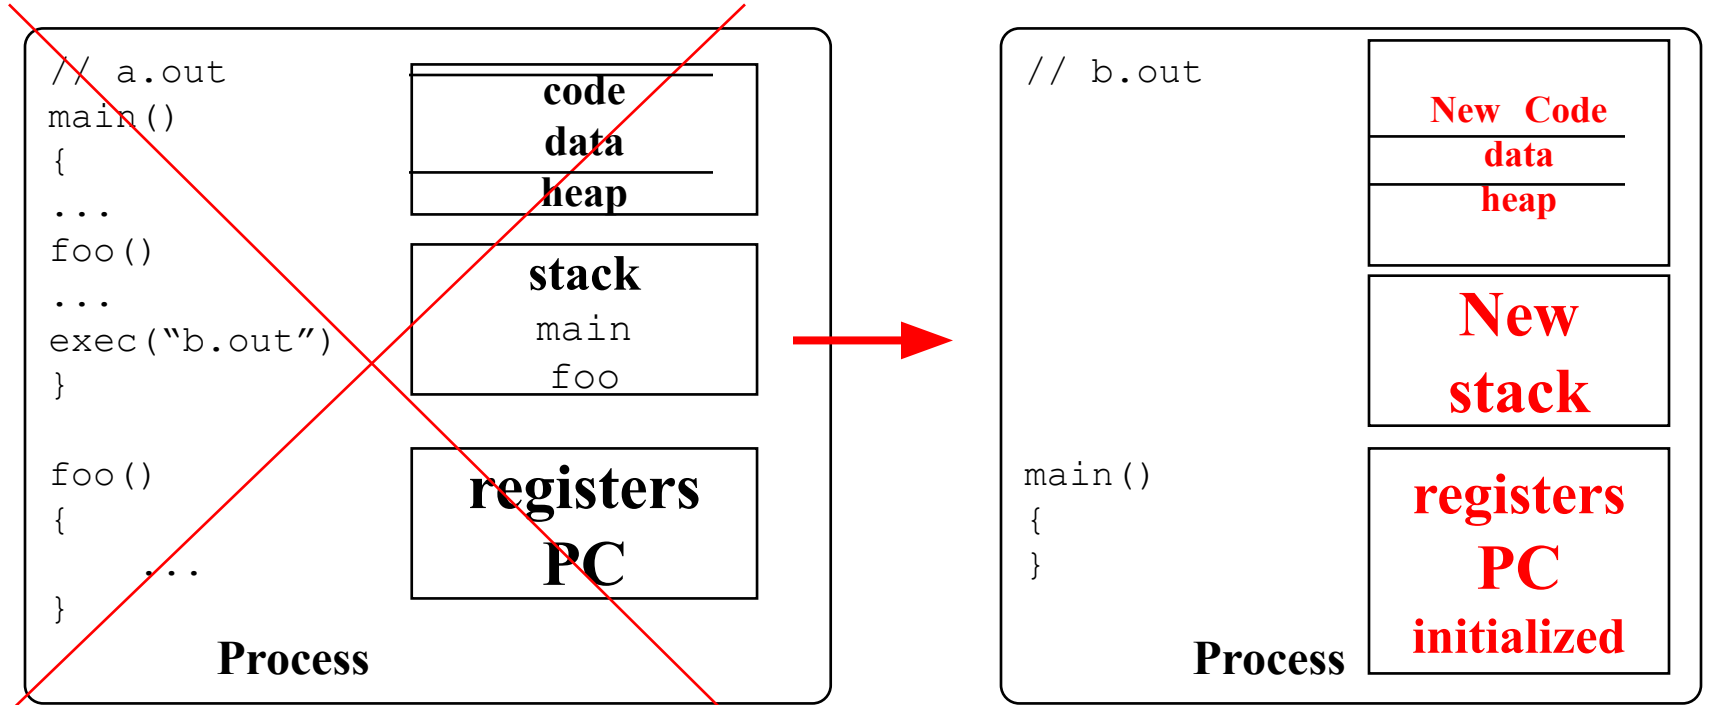 // a.out
main()
{
...
foo()
...
exec(“b.out”)
}
foo()
{
...
}
Process
code
data
heap
stack
main
foo
registers
PC
// b.out
main()
{
}
Process
New Code
data
heap
New
stack
registers
PC
initialized